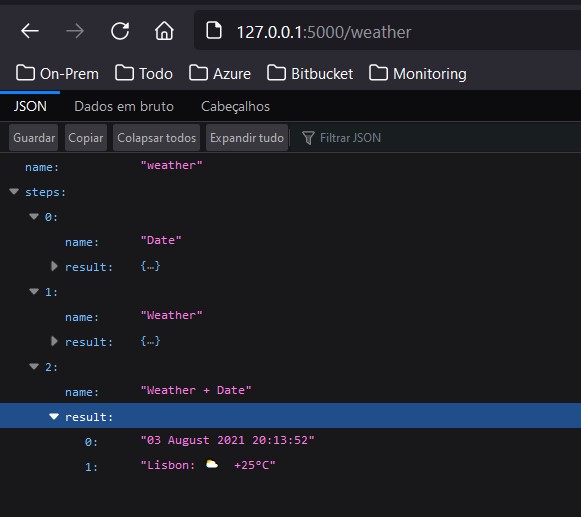 127.0.0.1:5000/weather
On-Prem Todo Azure Bitbucket Monitoring
JSON Dados em bruto Cabeçalhos
Guardar Copiar Colapsar todos Expandir tudo Filtrar JSON
name: "weather"
steps:
0:
name: "Date"
result: {…}
1:
name: "Weather"
result: {…}
2:
name: "Weather + Date"
result:
0: "03 August 2021 20:13:52"
1: "Lisbon: 🌥 +25°C"